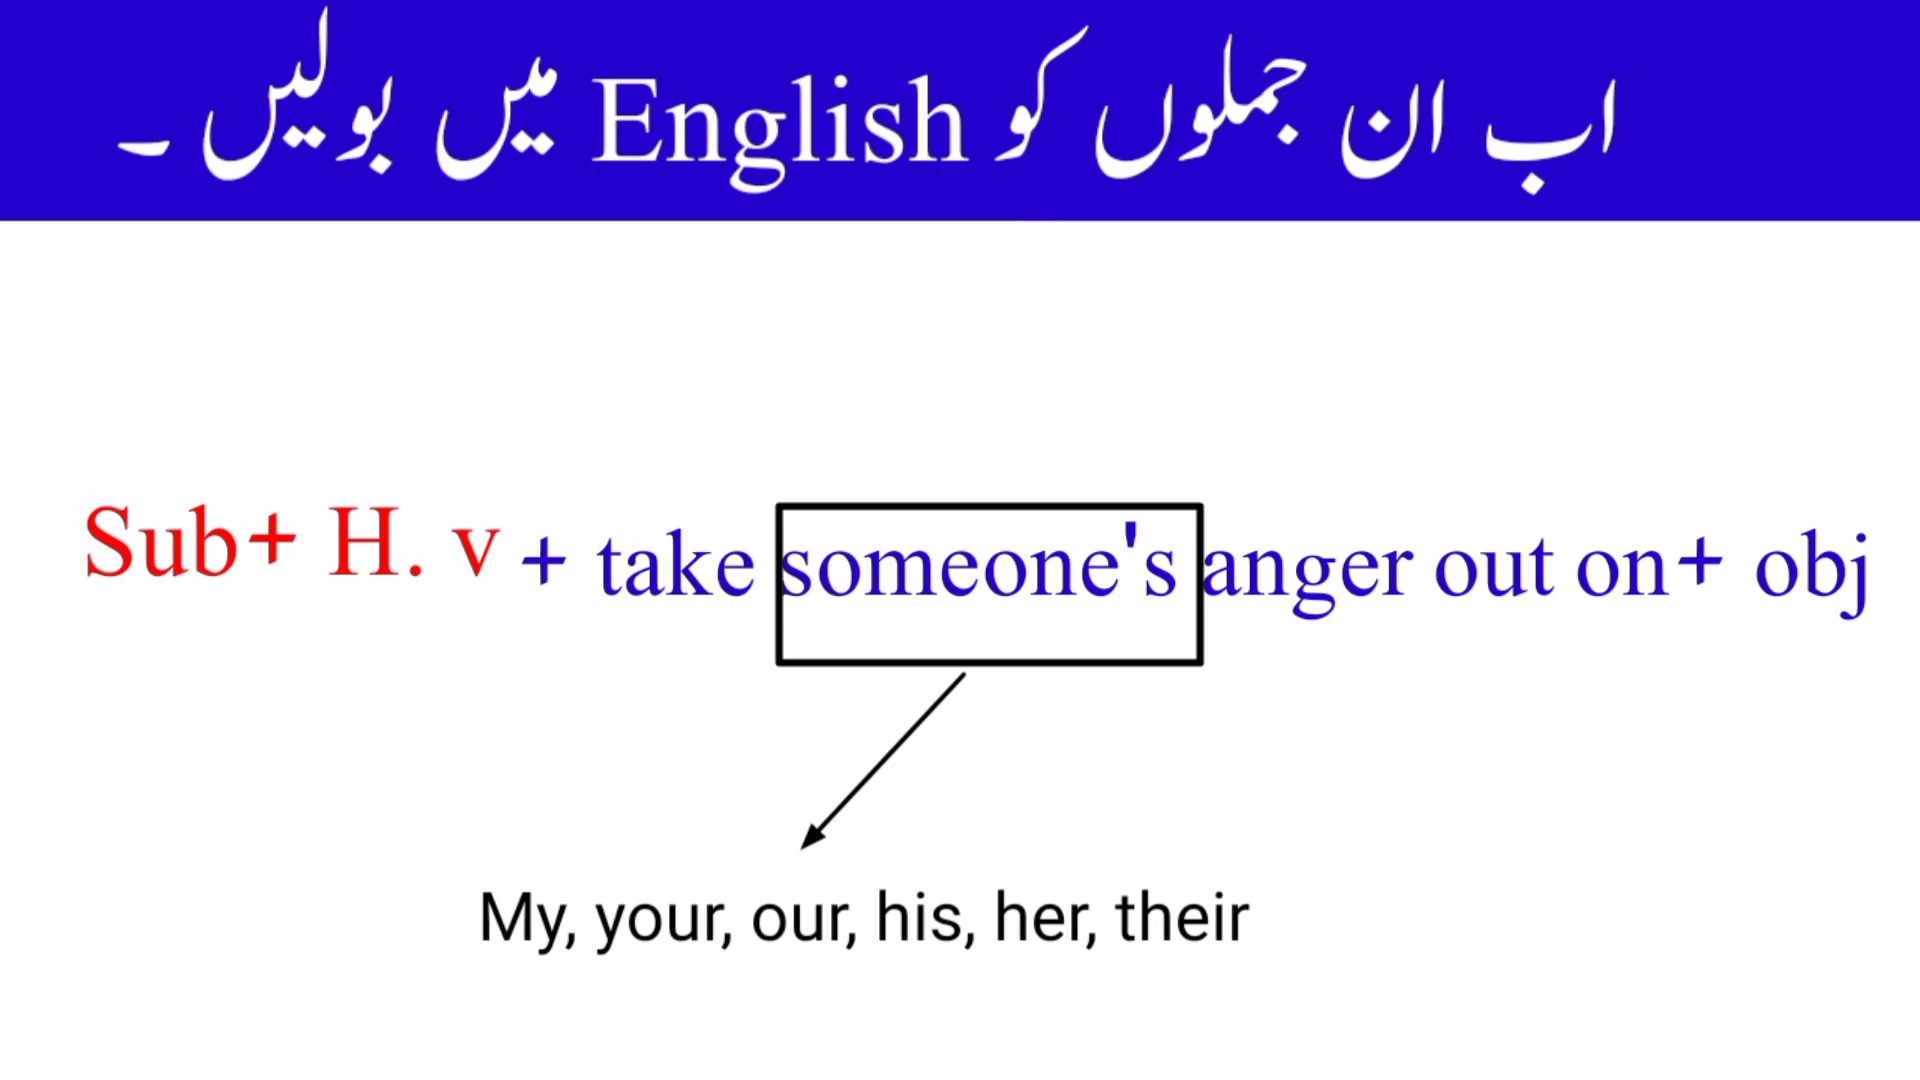 اب ان جملوں کو English میں بولیں ۔
Sub+ H. v + take someone's anger out on+ obj
My, your, our, his, her, their